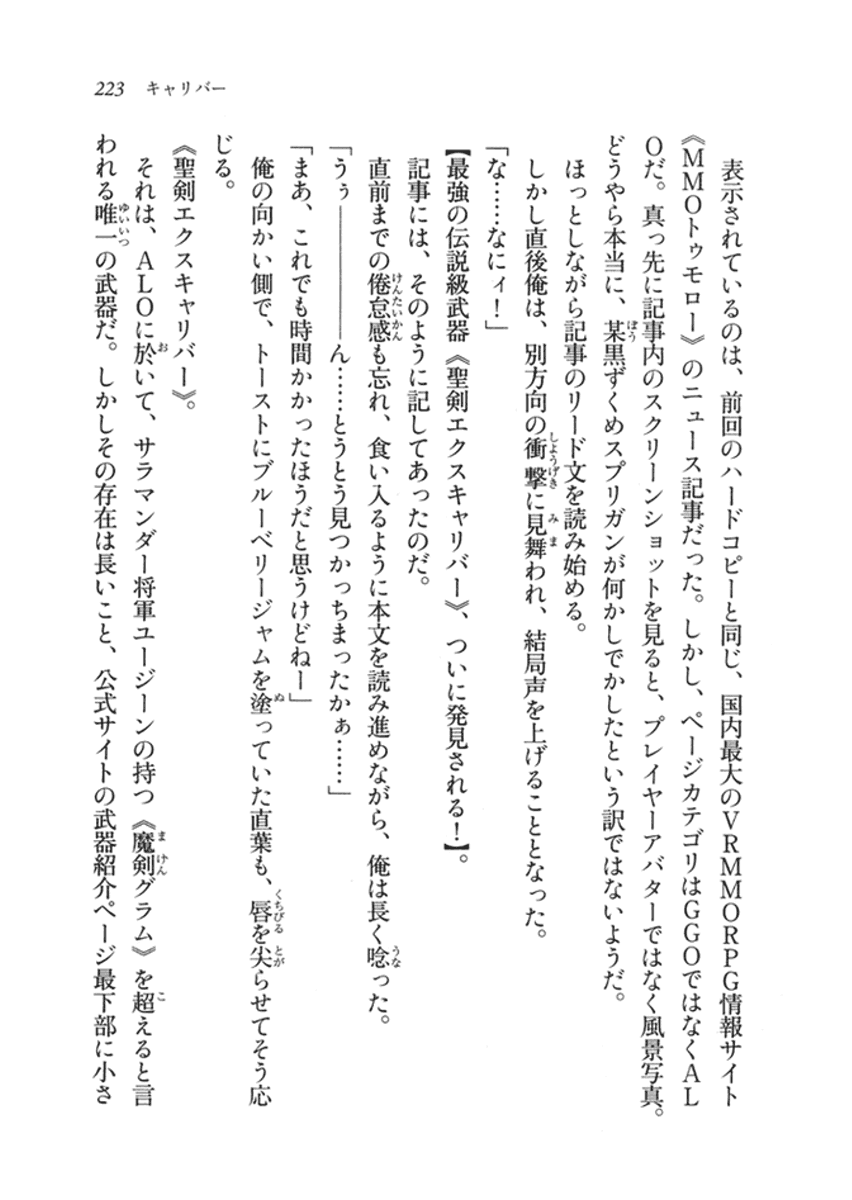 223 キャリバー
表示されているのは、前回のハードコピーと同じ、国内最大のVRMMORPG情報サイト
《MMOトゥモロー》のニュース記事だった。しかし、ページカテゴリはGGOではなくAL
Oだ。真っ先に記事内のスクリーンショットを見ると、プレイヤーアバターではなく風景写真。
どうやら本当に、某黒ずくめスプリガンが何かしでかしたという訳ではないようだ。
ほっとしながら記事のリード文を読み始める。
しかし直後俺は、別方向の衝撃に見舞われ、結局声を上げることとなった。
「な……なにィ！」
【最強の伝説級武器《聖剣エクスキャリバー》、ついに発見される！】。
記事には、そのように記してあったのだ。
直前までの倦怠感も忘れ、食い入るように本文を読み進めながら、俺は長く唸った。
「うぅ――――――ん……とうとう見つかっちまったかぁ……」
「まあ、これでも時間かかったほうだと思うけどねー」
俺の向かい側で、トーストにブルーベリージャムを塗っていた直葉も、唇を尖らせてそう応
じる。
《聖剣エクスキャリバー》。
それは、ALOに於いて、サラマンダー将軍ユージーンの持つ《魔剣グラム》を超えると言
われる唯一の武器だ。しかしその存在は長いこと、公式サイトの武器紹介ページ最下部に小さ